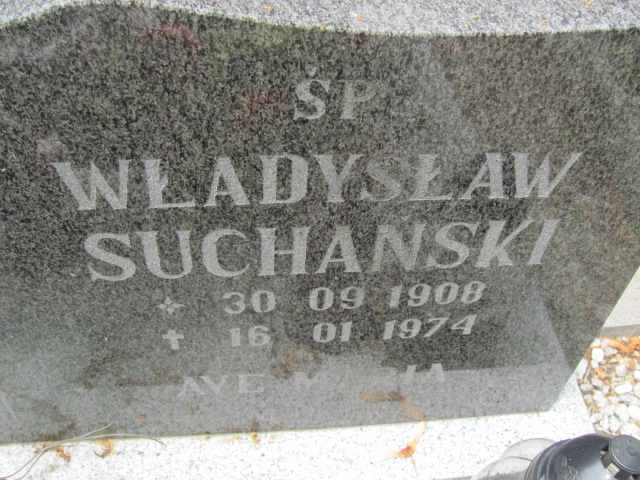 ŚP
WŁADYSŁAW
SUCHANSKI
30 09 1908
16 01 1974
AVE MARIA